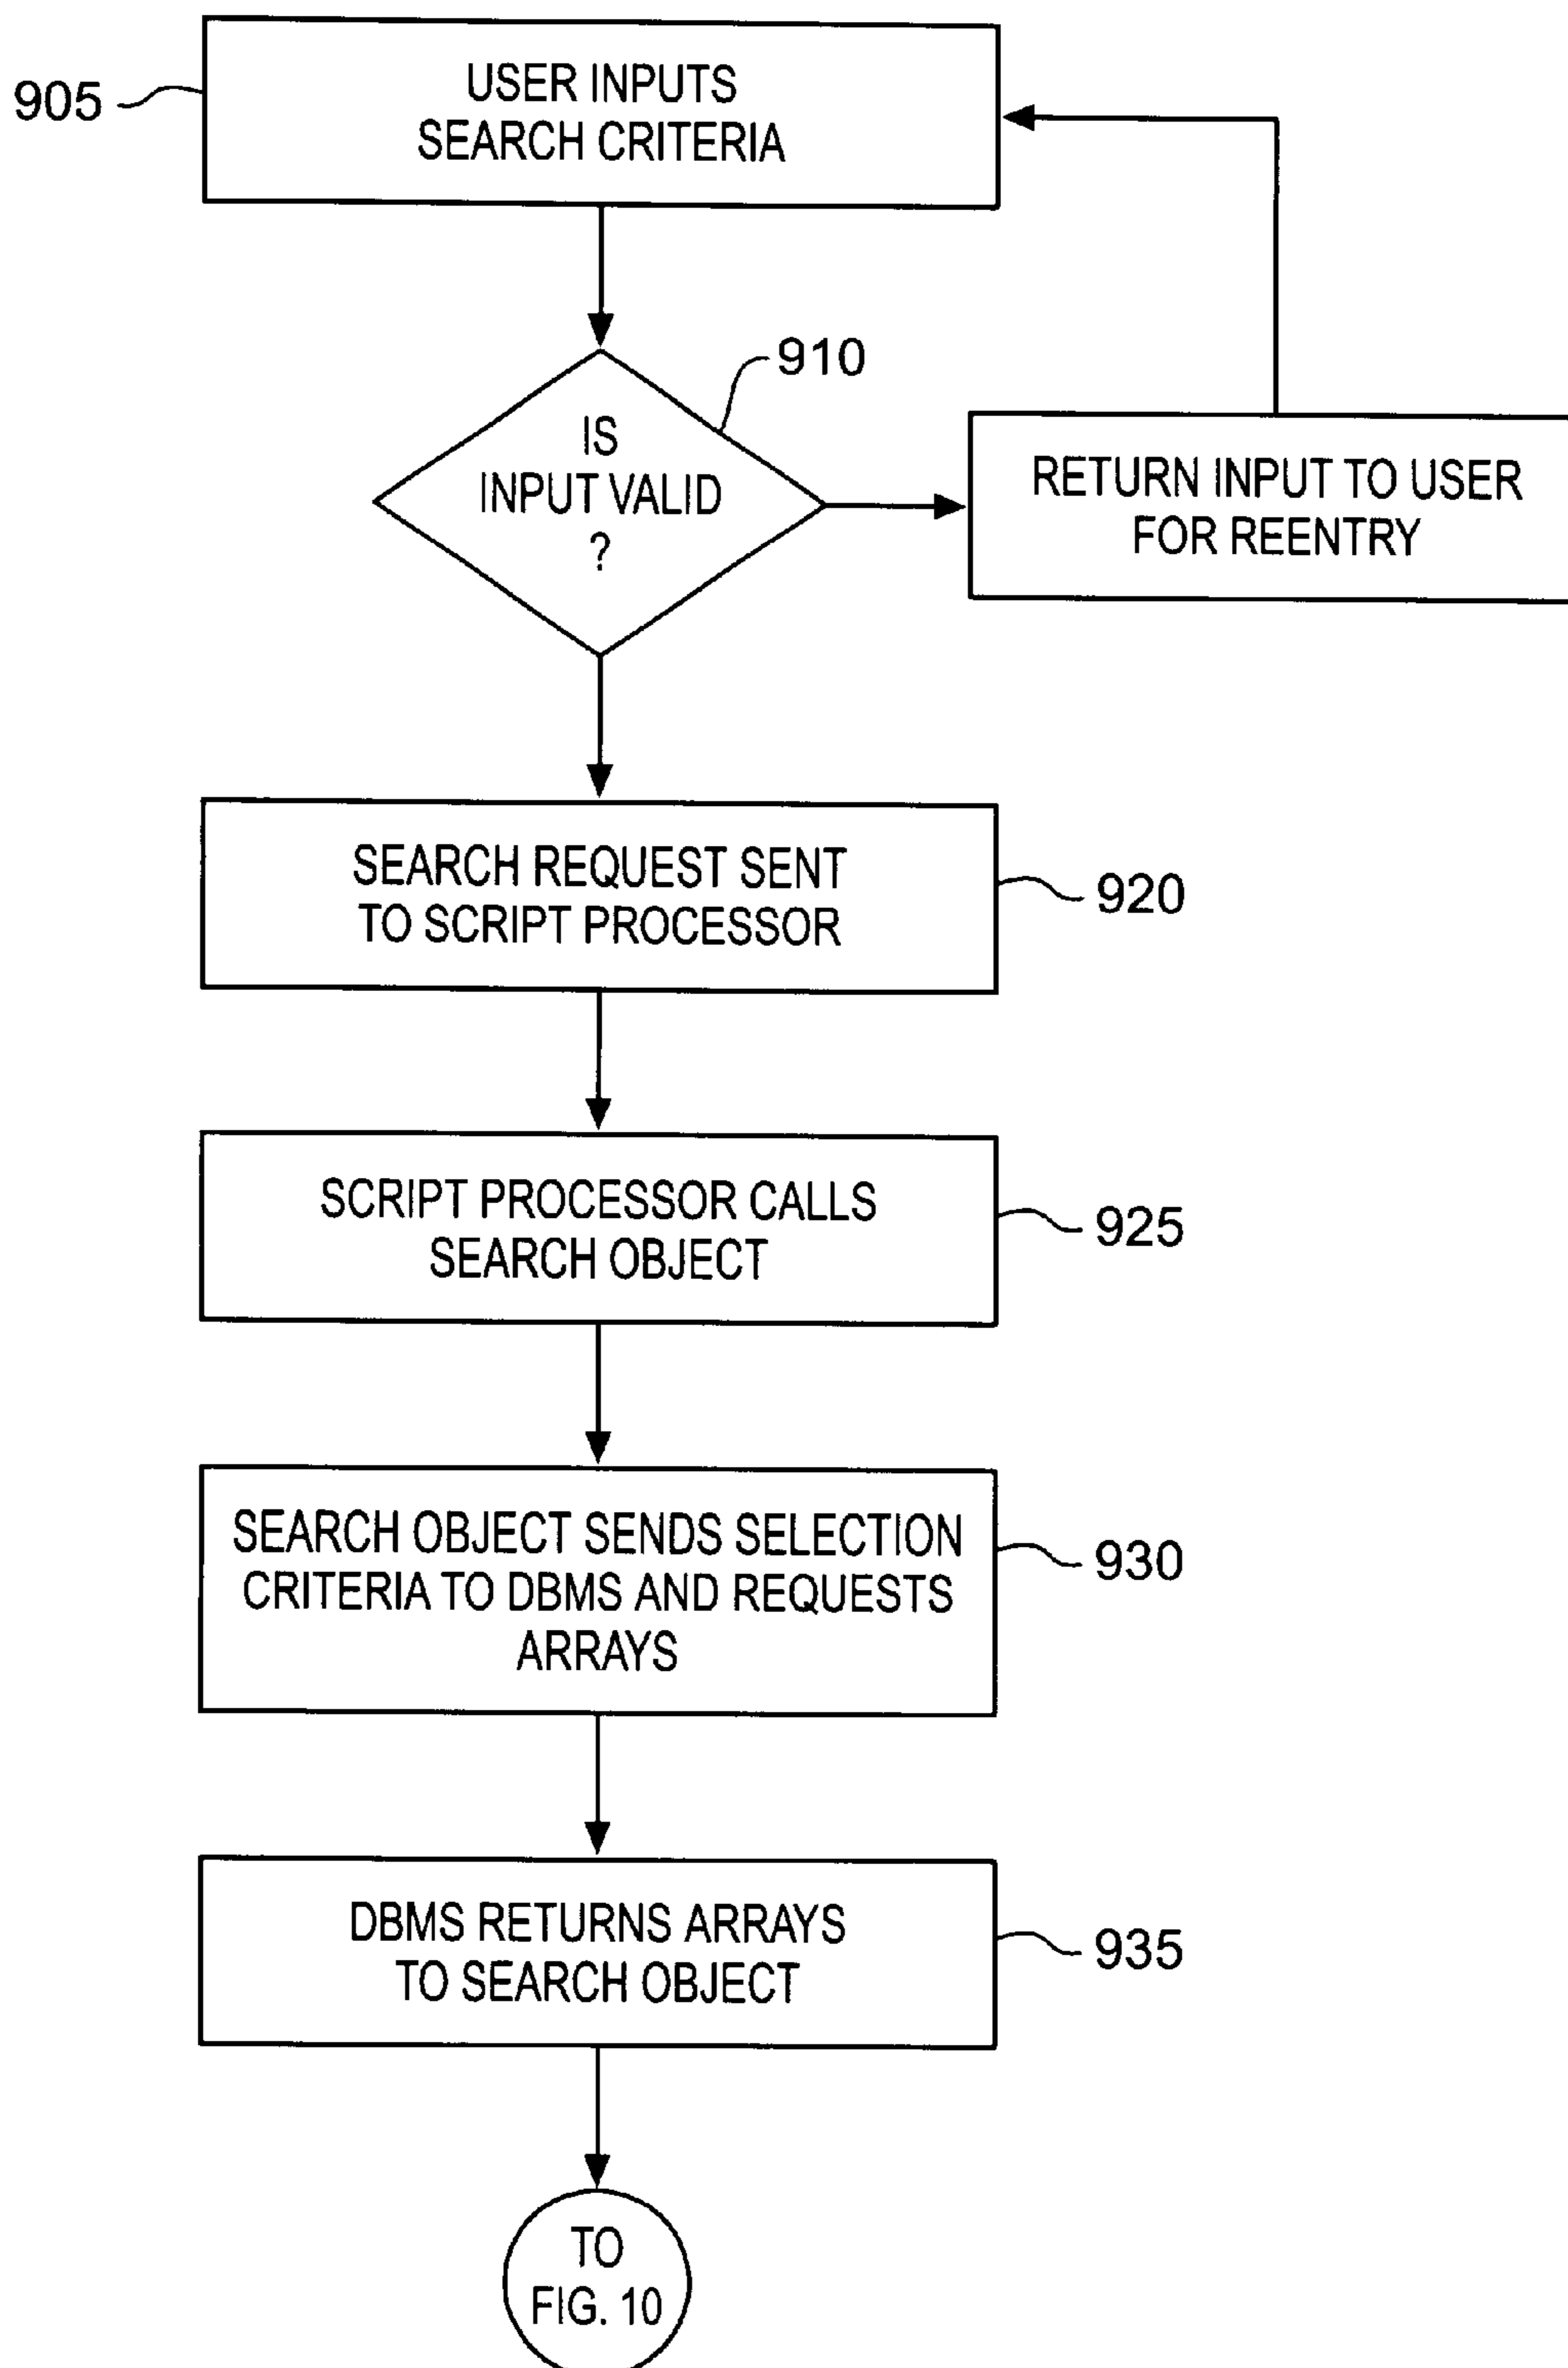 905
USER INPUTS
SEARCH CRITERIA
910
IS
INPUT VALID
?
RETURN INPUT TO USER
FOR REENTRY
SEARCH REQUEST SENT
TO SCRIPT PROCESSOR
920
SCRIPT PROCESSOR CALLS
SEARCH OBJECT
925
SEARCH OBJECT SENDS SELECTION
CRITERIA TO DBMS AND REQUESTS
ARRAYS
930
DBMS RETURNS ARRAYS
TO SEARCH OBJECT
935
TO
FIG. 10